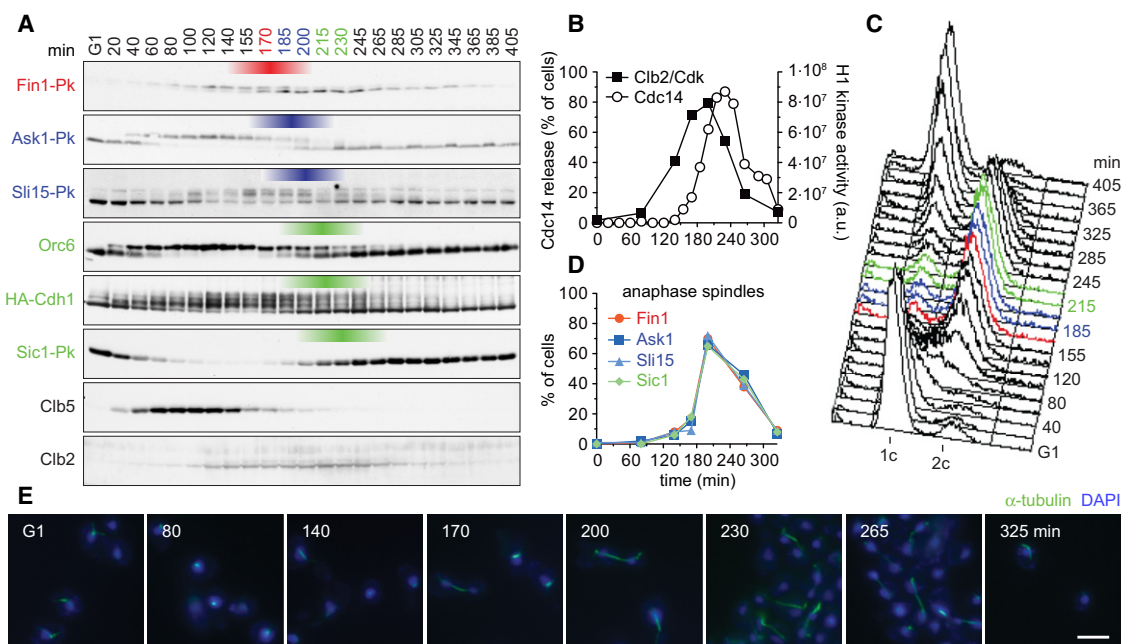 A
min G1 20 40 60 80 100 120 140 155 170 185 200 215 230 245 265 285 305 325 345 365 385 405
Fin1-Pk
Ask1-Pk
Sli15-Pk
Orc6
HA-Cdh1
Sic1-Pk
Clb5
Clb2
B
Clb2/Cdk
Cdc14
Cdc14 release (% of cells)
100
80
60
40
20
0
H1 kinase activity (a.u.)
1·10⁸
8·10⁷
6·10⁷
4·10⁷
2·10⁷
0
0 60 120 180 240 300
C
min
405
365
325
285
245
215
185
155
120
80
40
G1
1c 2c
D
anaphase spindles
Fin1
Ask1
Sli15
Sic1
% of cells
100
80
60
40
20
0
0 60 120 180 240 300
time (min)
E
α-tubulin DAPI
G1 80 140 170 200 230 265 325 min